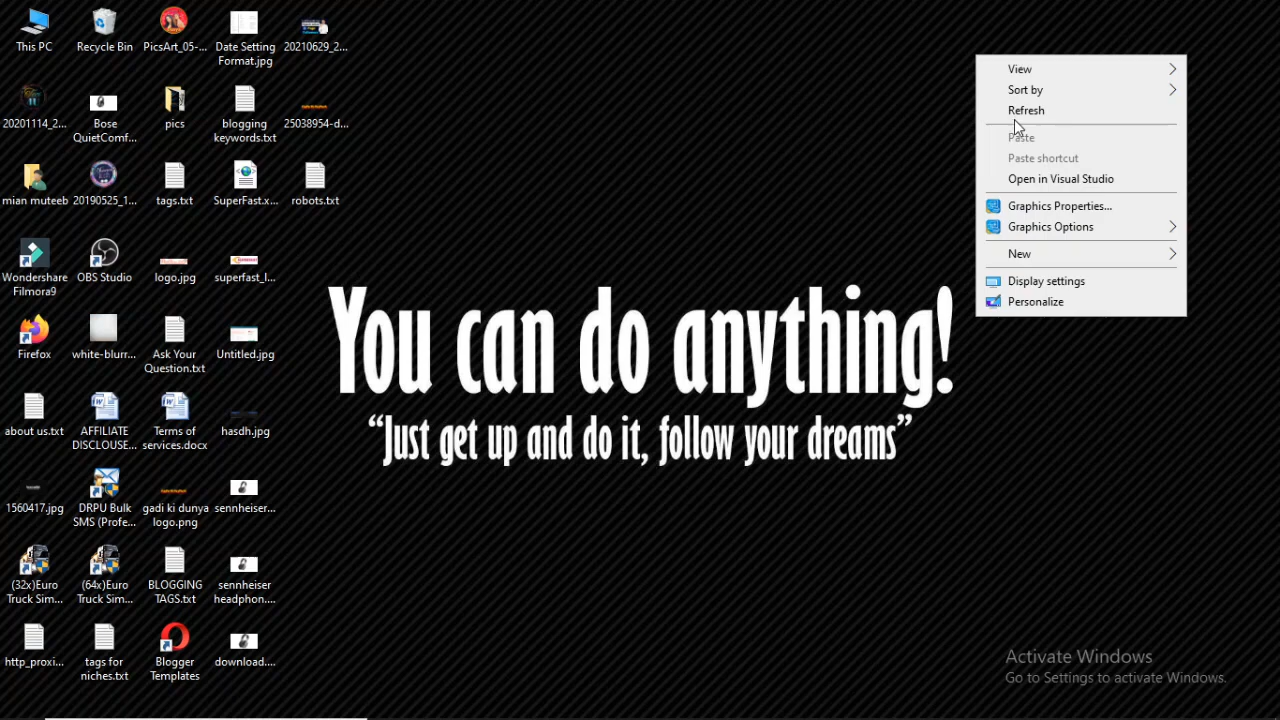 This PC
Recycle Bin
PicsArt_05-...
Date Setting
Format.jpg
20210629_2...
20201114_2...
Bose
QuietComf...
pics
blogging
keywords.txt
25038954-d...
mian muteeb
20190525_1...
tags.txt
SuperFast.x...
robots.txt
Wondershare
Filmora9
OBS Studio
logo.jpg
superfast_l...
Firefox
white-blurr...
Ask Your
Question.txt
Untitled.jpg
about us.txt
AFFILIATE
DISCLOUSE...
Terms of
services.docx
hasdh.jpg
1560417.jpg
DRPU Bulk
SMS (Profe...
gadi ki dunya
logo.png
sennheiser...
(32x)Euro
Truck Sim...
(64x)Euro
Truck Sim...
BLOGGING
TAGS.txt
sennheiser
headphon....
http_proxi...
tags for
niches.txt
Blogger
Templates
download....
You can do anything!
“Just get up and do it, follow your dreams”
View
Sort by
Refresh
Paste
Paste shortcut
Open in Visual Studio
Graphics Properties...
Graphics Options
New
Display settings
Personalize
Activate Windows
Go to Settings to activate Windows.